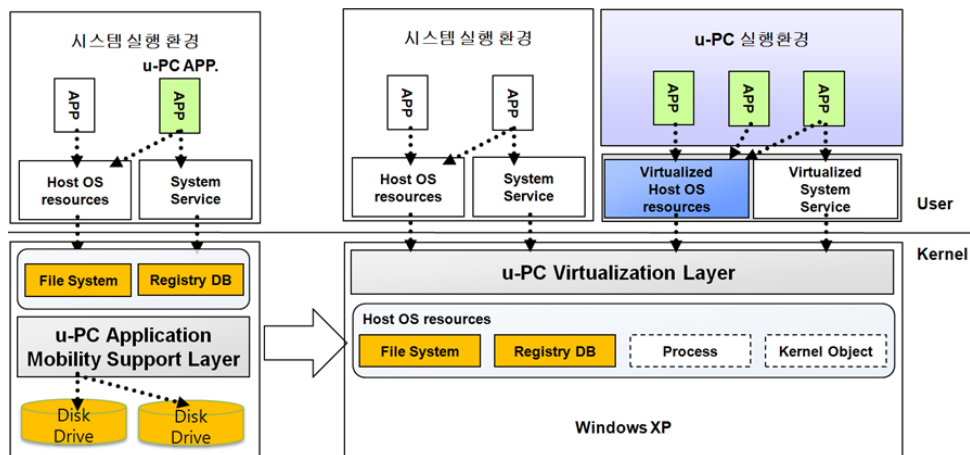 시스템 실행 환경
u-PC APP.
APP
APP
Host OS
resources
System
Service
File System
Registry DB
u-PC Application
Mobility Support Layer
Disk
Drive
Disk
Drive
시스템 실행 환경
APP
APP
Host OS
resources
System
Service
u-PC 실행환경
APP
APP
APP
Virtualized
Host OS
resources
Virtualized
System
Service
User
Kernel
u-PC Virtualization Layer
Host OS resources
File System
Registry DB
Process
Kernel Object
Windows XP